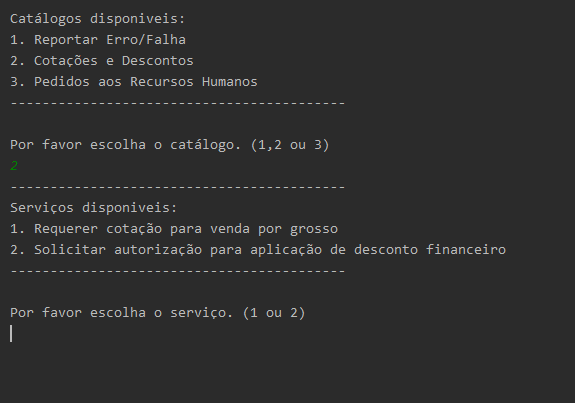 Catálogos disponiveis:
1. Reportar Erro/Falha
2. Cotações e Descontos
3. Pedidos aos Recursos Humanos
------------------------------------------
Por favor escolha o catálogo. (1,2 ou 3)
2
------------------------------------------
Serviços disponiveis:
1. Requerer cotação para venda por grosso
2. Solicitar autorização para aplicação de desconto financeiro
------------------------------------------
Por favor escolha o serviço. (1 ou 2)